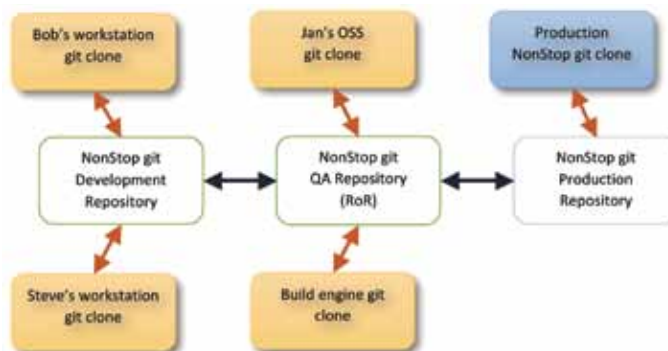 Bob's workstation
git clone
Jan's OSS
git clone
Production
NonStop git clone
NonStop git
Development
Repository
NonStop git
QA Repository
(RoR)
NonStop git
Production
Repository
Steve's workstation
git clone
Build engine git
clone